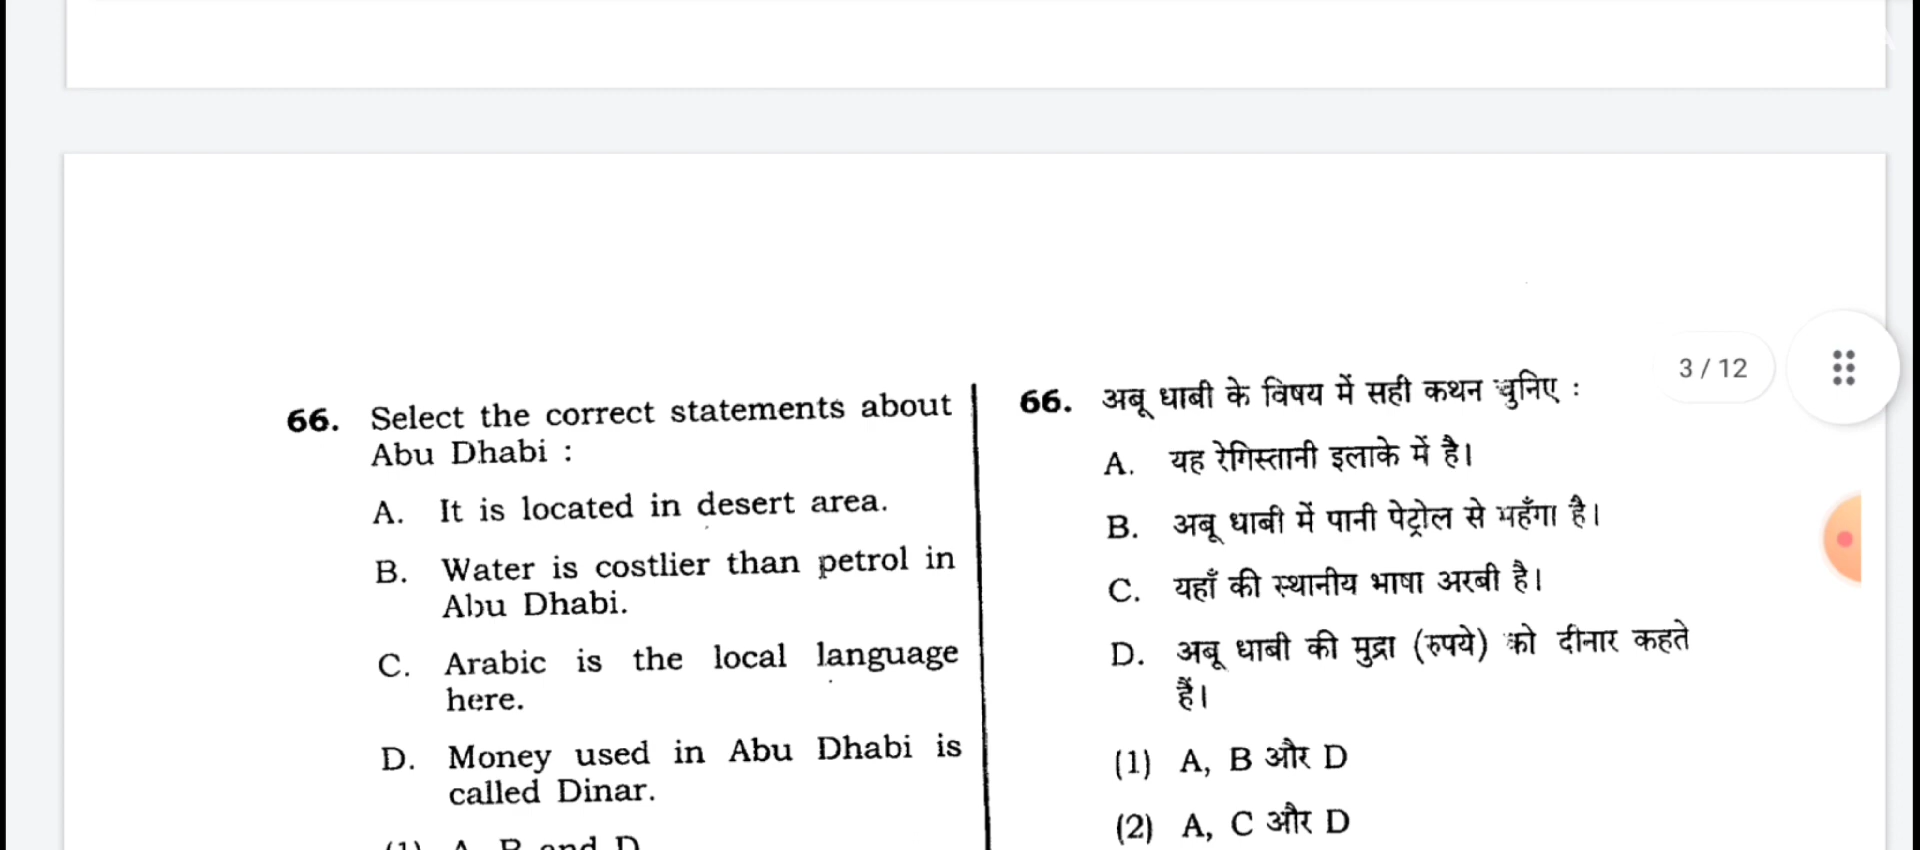 66. Select the correct statements about
Abu Dhabi :
A. It is located in desert area.
B. Water is costlier than petrol in
Abu Dhabi.
C. Arabic is the local language
here.
D. Money used in Abu Dhabi is
called Dinar.
(1) A, B and D
66. अबू धाबी के विषय में सही कथन चुनिए :
A. यह रेगिस्तानी इलाके में है।
B. अबू धाबी में पानी पेट्रोल से महँगा है।
C. यहाँ की स्थानीय भाषा अरबी है।
D. अबू धाबी की मुद्रा (रुपये) को दीनार कहते
हैं।
(1) A, B और D
(2) A, C और D
3 / 12